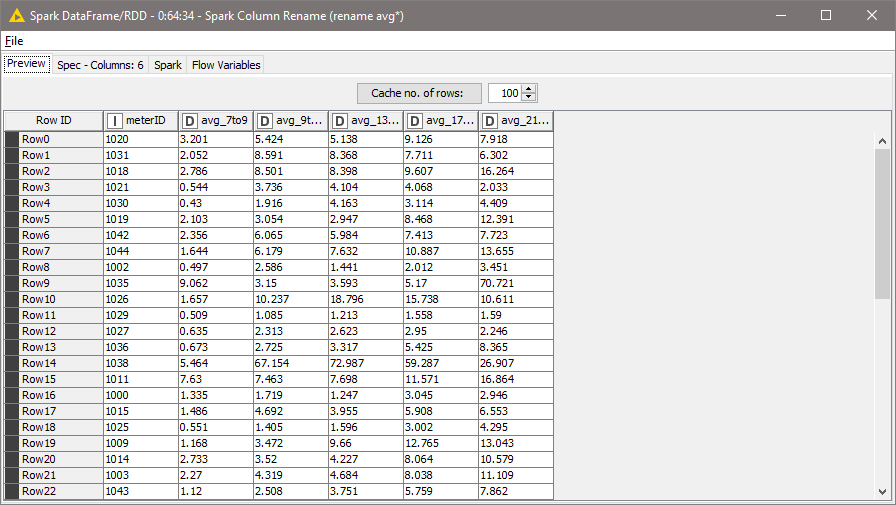 Spark DataFrame/RDD - 0:64:34 - Spark Column Rename (rename avg*)
File
Preview Spec - Columns: 6 Spark Flow Variables
Cache no. of rows: 100
Row ID I meterID D avg_7to9 D avg_9t... D avg_13... D avg_17... D avg_21...
Row0 1020 3.201 5.424 5.138 9.126 7.918
Row1 1031 2.052 8.591 8.368 7.711 6.302
Row2 1018 2.786 8.501 8.398 9.607 16.264
Row3 1021 0.544 3.736 4.104 4.068 2.033
Row4 1030 0.43 1.916 4.163 3.114 4.409
Row5 1019 2.103 3.054 2.947 8.468 12.391
Row6 1042 2.356 6.065 5.984 7.413 7.723
Row7 1044 1.644 6.179 7.632 10.887 13.655
Row8 1002 0.497 2.586 1.441 2.012 3.451
Row9 1035 9.062 3.15 3.593 5.17 70.721
Row10 1026 1.657 10.237 18.796 15.738 10.611
Row11 1029 0.509 1.085 1.213 1.558 1.59
Row12 1027 0.635 2.313 2.623 2.95 2.246
Row13 1036 0.673 2.725 3.317 5.425 8.365
Row14 1038 5.464 67.154 72.987 59.287 26.907
Row15 1011 7.63 7.463 7.698 11.571 16.864
Row16 1000 1.335 1.719 1.247 3.045 2.946
Row17 1015 1.486 4.692 3.955 5.908 6.553
Row18 1025 0.551 1.405 1.596 3.002 4.295
Row19 1009 1.168 3.472 9.66 12.765 13.043
Row20 1014 2.733 3.52 4.227 8.064 10.579
Row21 1003 2.27 4.319 4.684 8.038 11.109
Row22 1043 1.12 2.508 3.751 5.759 7.862